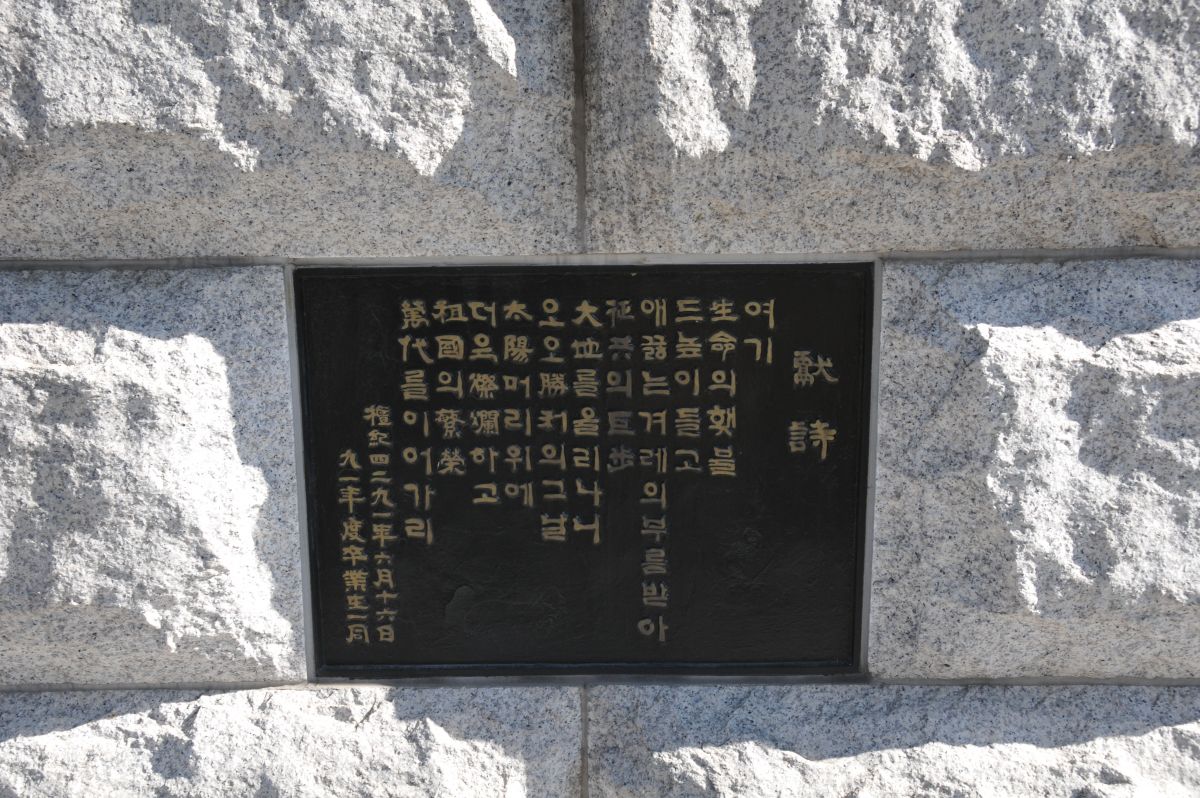 獻詩
여기
生命의횃불
드높이들고
애끓는겨레의부름받아
征共의巨步
大地를울리나니
오오勝利의그날
太陽머리위에
더욱燦爛하고
祖國의繁榮
萬代를이어가리
檀紀四二九一年六月十六日
九一年度卒業生一同